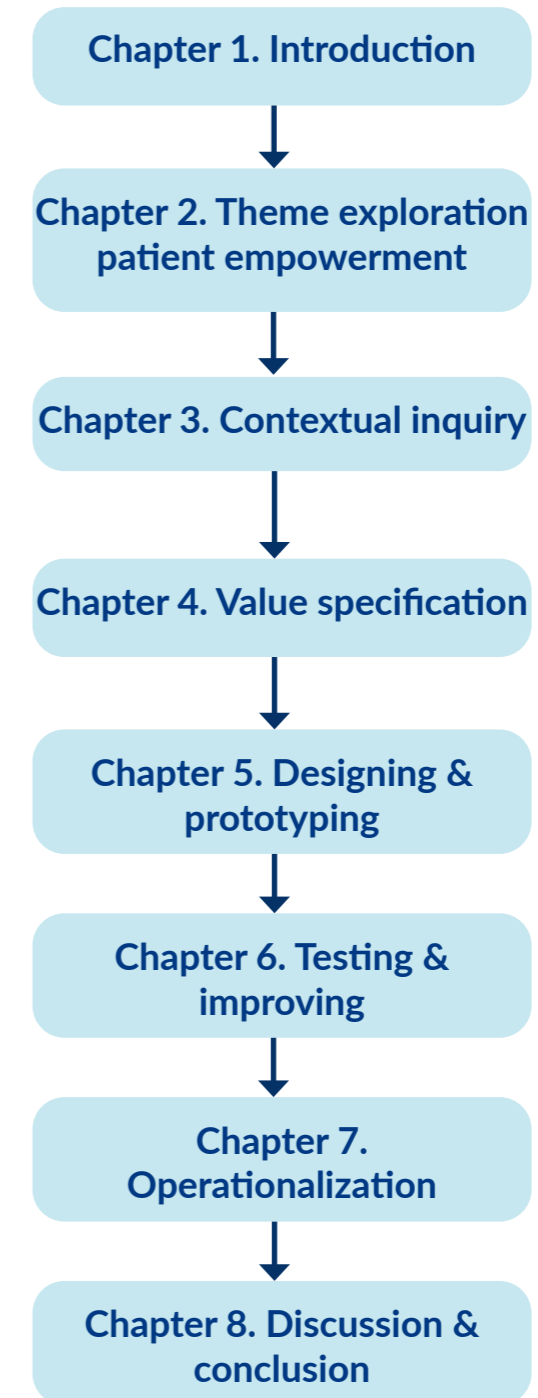 Chapter 1. Introduction
Chapter 2. Theme exploration
patient empowerment
Chapter 3. Contextual inquiry
Chapter 4. Value specification
Chapter 5. Designing &
prototyping
Chapter 6. Testing &
improving
Chapter 7.
Operationalization
Chapter 8. Discussion &
conclusion